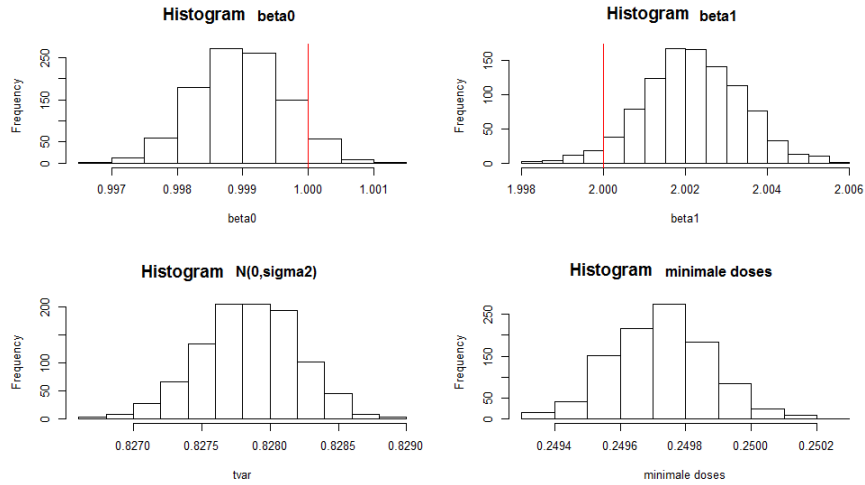 Histogram beta0
Frequency
0 50 150 250
0.997 0.998 0.999 1.000 1.001
beta0
Histogram beta1
Frequency
0 50 100 150
1.998 2.000 2.002 2.004 2.006
beta1
Histogram N(0,sigma2)
Frequency
0 50 100 200
0.8270 0.8275 0.8280 0.8285 0.8290
tvar
Histogram minimale doses
Frequency
0 50 150 250
0.2494 0.2496 0.2498 0.2500 0.2502
minimale doses